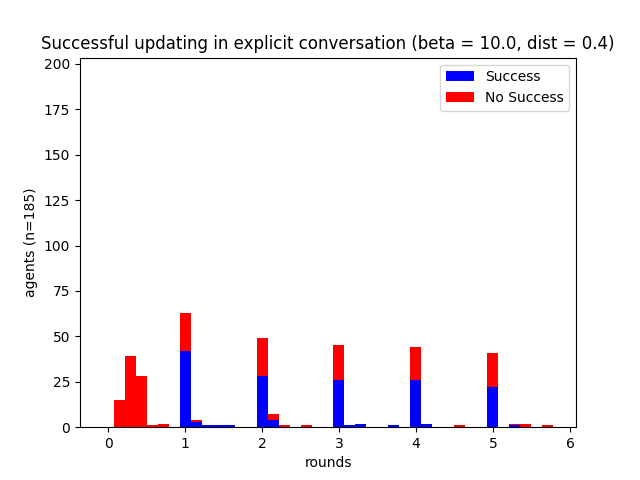 Successful updating in explicit conversation (beta = 10.0, dist = 0.4)
200
175
150
125
100
75
50
25
0
agents (n=185)
Success
No Success
0 1 2 3 4 5 6
rounds